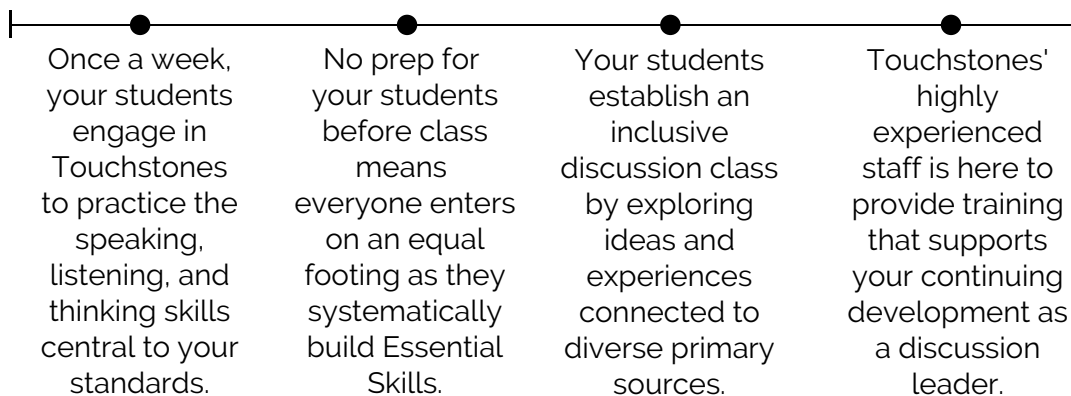 Once a week,
your students
engage in
Touchstones
to practice the
speaking,
listening, and
thinking skills
central to your
standards.
No prep for
your students
before class
means
everyone enters
on an equal
footing as they
systematically
build Essential
Skills.
Your students
establish an
inclusive
discussion class
by exploring
ideas and
experiences
connected to
diverse primary
sources.
Touchstones'
highly
experienced
staff is here to
provide training
that supports
your continuing
development as
a discussion
leader.